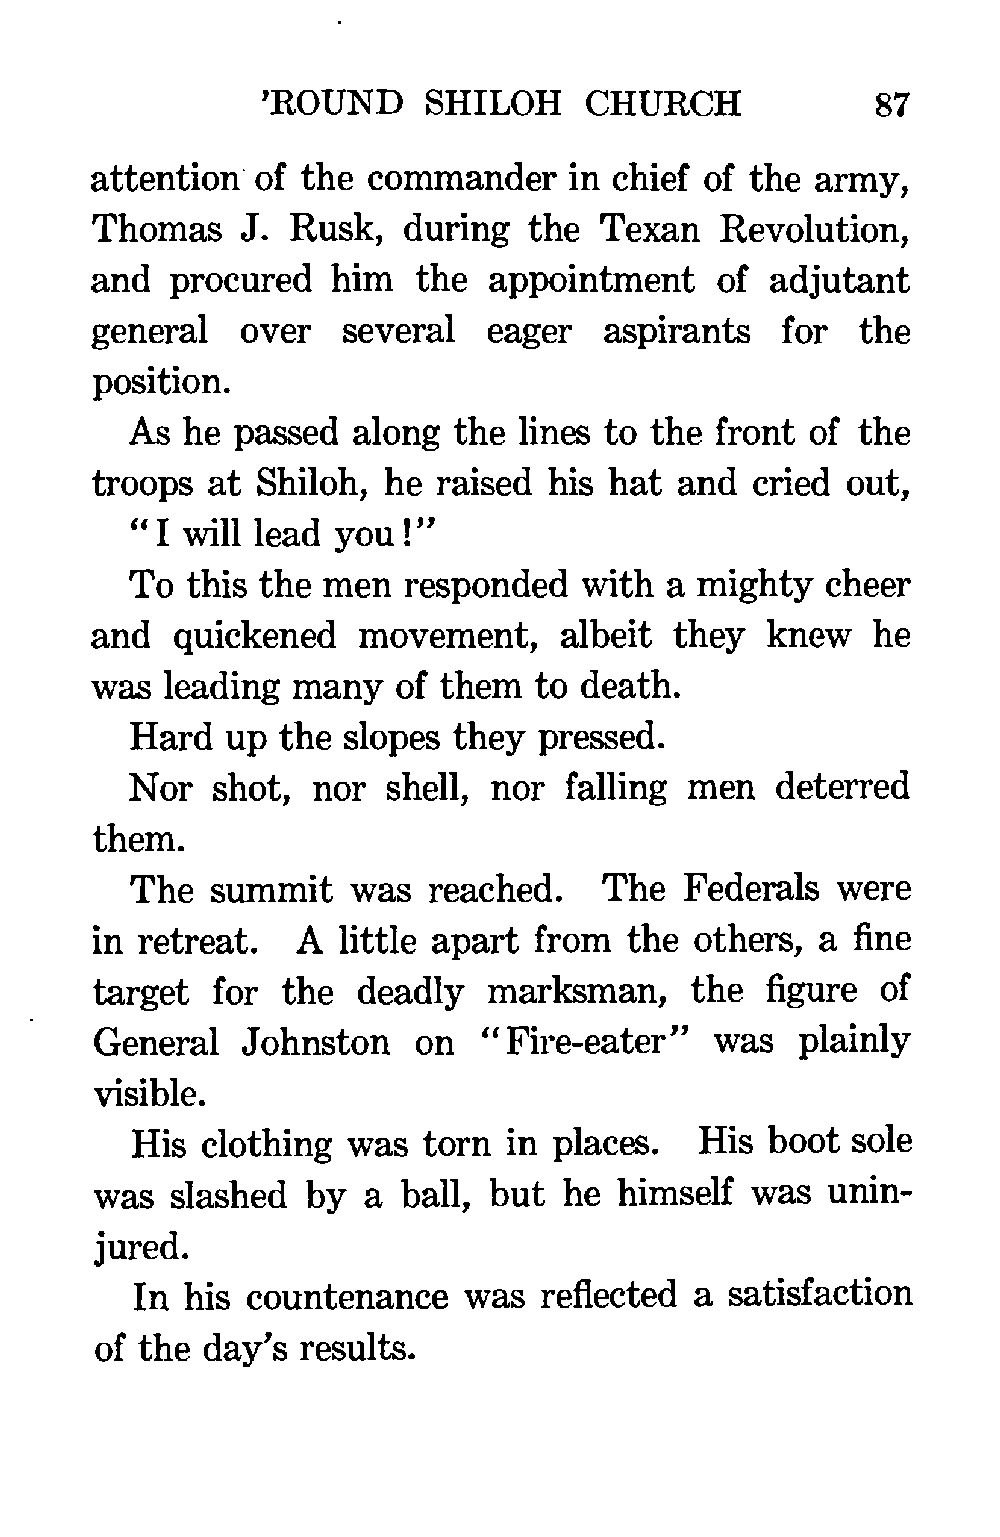 'ROUND SHILOH CHURCH 87
attention of the commander in chief of the army,
Thomas J. Rusk, during the Texan Revolution,
and procured him the appointment of adjutant
general over several eager aspirants for the
position.
As he passed along the lines to the front of the
troops at Shiloh, he raised his hat and cried out,
"I will lead you!"
To this the men responded with a mighty cheer
and quickened movement, albeit they knew he
was leading many of them to death.
Hard up the slopes they pressed.
Nor shot, nor shell, nor falling men deterred
them.
The summit was reached. The Federals were
in retreat. A little apart from the others, a fine
target for the deadly marksman, the figure of
General Johnston on "Fire-eater" was plainly
visible.
His clothing was torn in places. His boot sole
was slashed by a ball, but he himself was unin-
jured.
In his countenance was reflected a satisfaction
of the day's results.